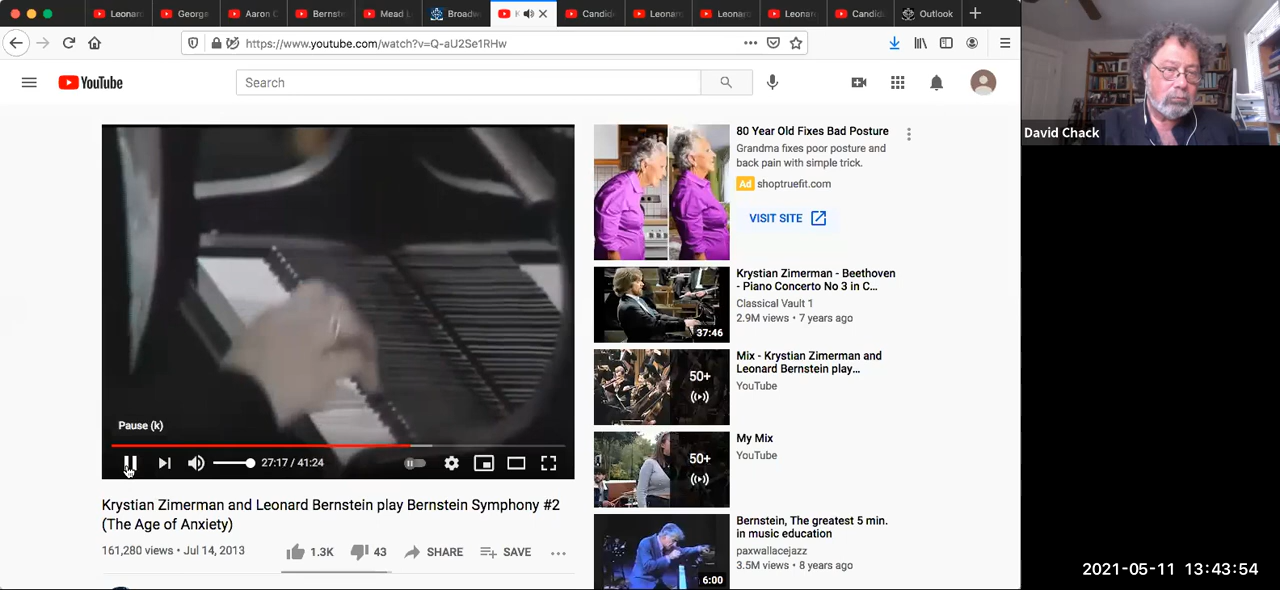 Leonard
George
Aaron C
Bernste
Mead L
Broadw
K
Candid
Leonar
Leonar
Leonar
Candid
Outlook
https://www.youtube.com/watch?v=Q-aU2Se1RHw
YouTube
Search
David Chack
80 Year Old Fixes Bad Posture
Grandma fixes poor posture and
back pain with simple trick.
Ad shoptruefit.com
VISIT SITE
Krystian Zimerman - Beethoven
- Piano Concerto No 3 in C...
Classical Vault 1
2.9M views • 7 years ago
37:46
Mix - Krystian Zimerman and
Leonard Bernstein play...
YouTube
50+
My Mix
YouTube
50+
Bernstein, The greatest 5 min.
in music education
paxwallacejazz
3.5M views • 8 years ago
6:00
Pause (k)
27:17 / 41:24
Krystian Zimerman and Leonard Bernstein play Bernstein Symphony #2
(The Age of Anxiety)
161,280 views • Jul 14, 2013
1.3K 43 SHARE SAVE
2021-05-11 13:43:54